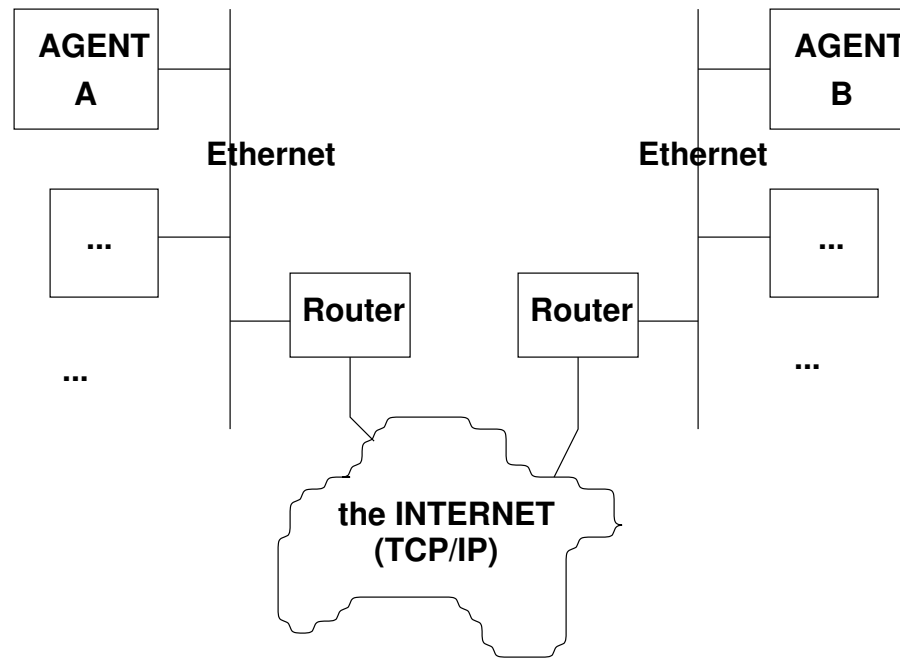 AGENT
A
AGENT
B
Ethernet
Ethernet
...
...
Router
Router
...
...
the INTERNET
(TCP/IP)